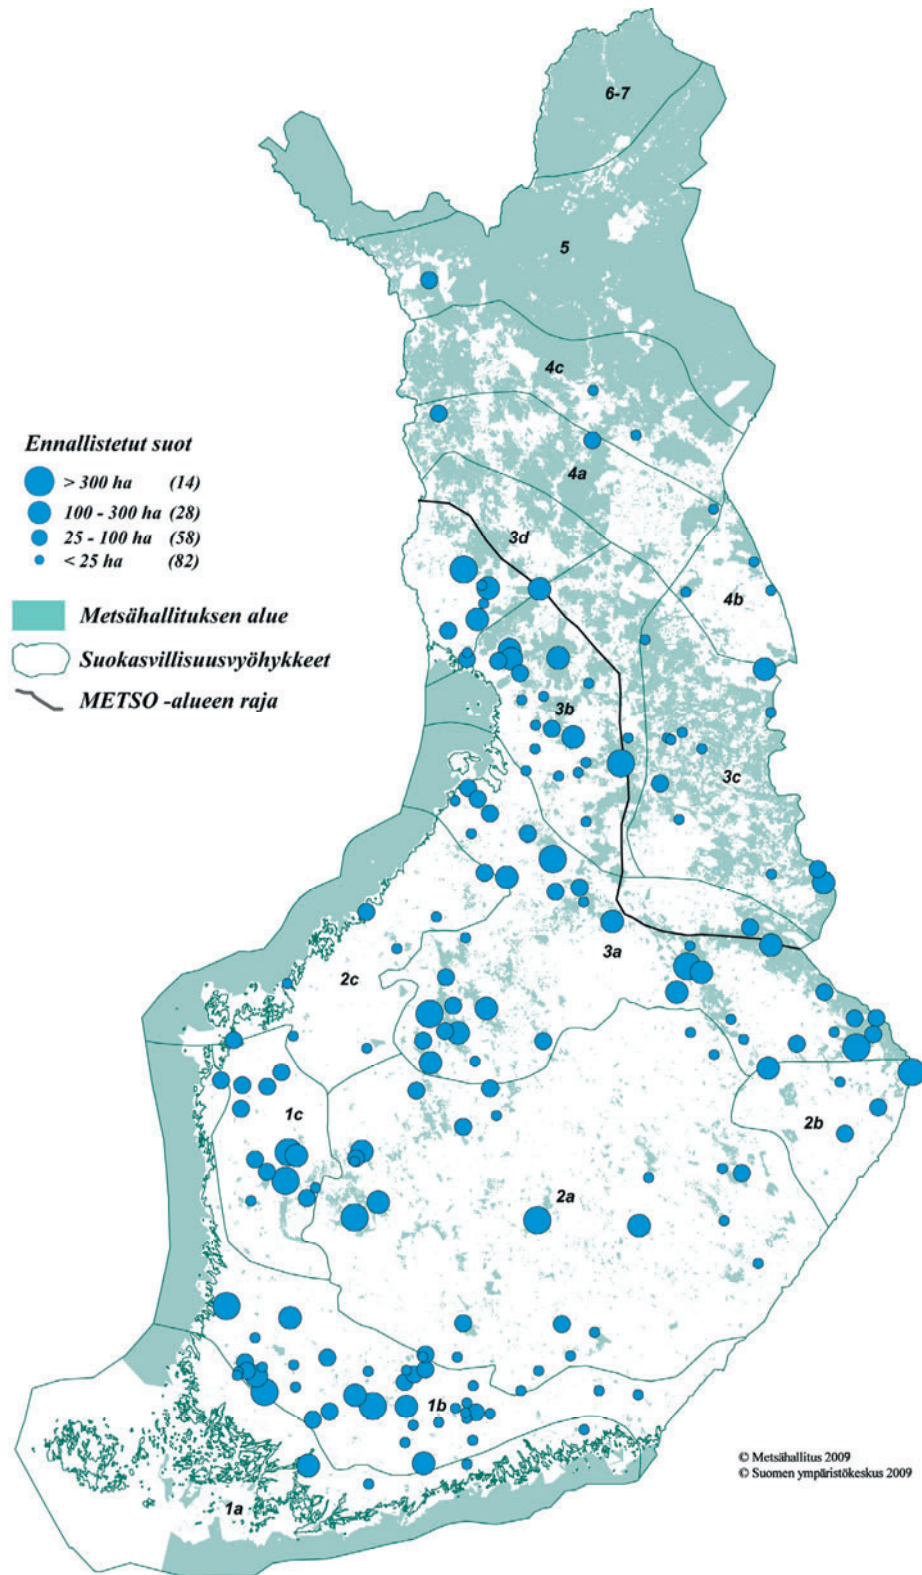 6-7
5
4c
Ennallistetut suot
> 300 ha (14)
100 - 300 ha (28)
25 - 100 ha (58)
< 25 ha (82)
4a
3d
4b
Metsähallituksen alue
Suokasvillisuusvyöhykkeet
METSO -alueen raja
3b
3c
3a
2c
1c
2b
2a
1b
© Metsähallitus 2009
© Suomen ympäristökeskus 2009
1a